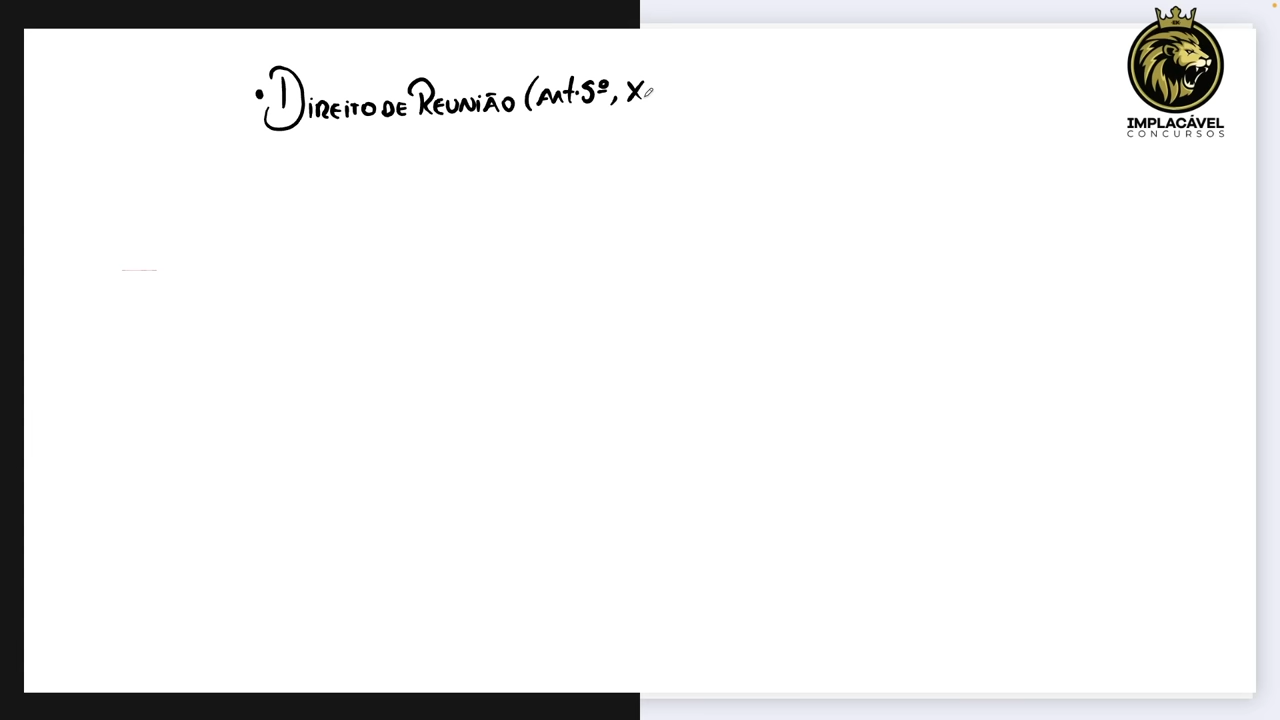 • Direito de Reunião (Art. 5º, X
IMPLACÁVEL
CONCURSOS